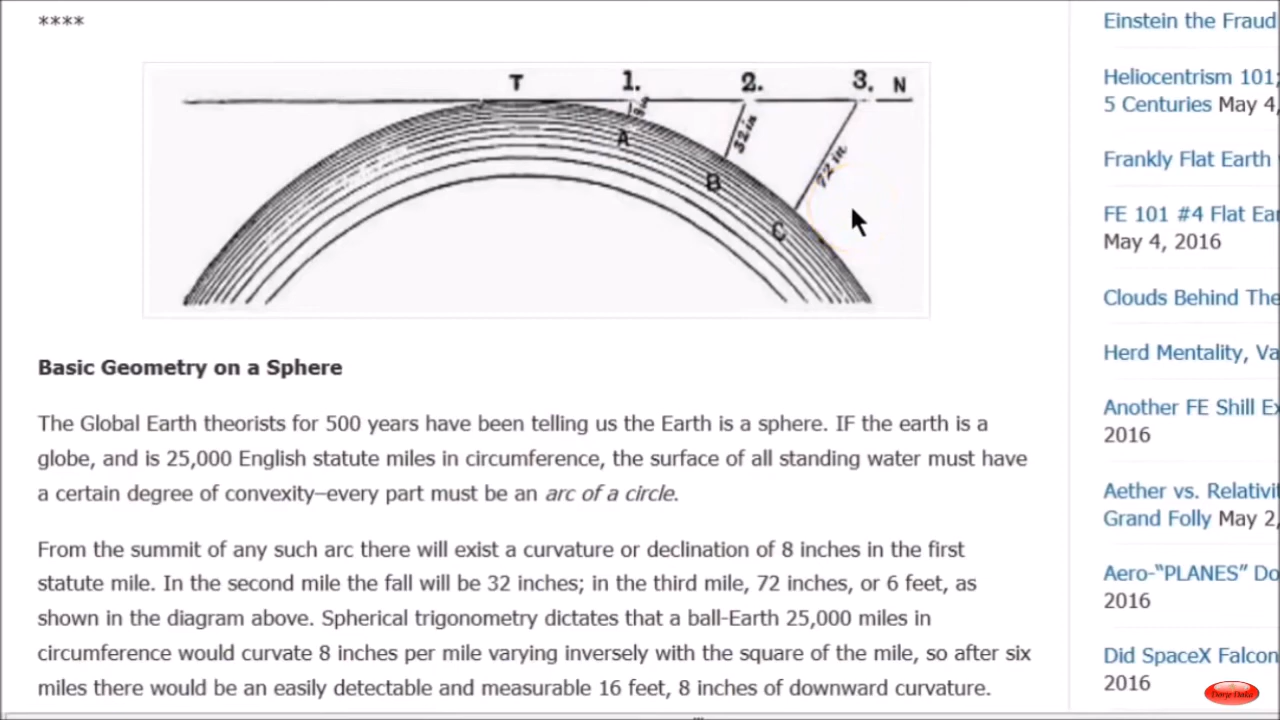 ****
T 1. 2. 3. N
32 in
72 in
A
B
C
Basic Geometry on a Sphere
The Global Earth theorists for 500 years have been telling us the Earth is a sphere. IF the earth is a
globe, and is 25,000 English statute miles in circumference, the surface of all standing water must have
a certain degree of convexity–every part must be an arc of a circle.
From the summit of any such arc there will exist a curvature or declination of 8 inches in the first
statute mile. In the second mile the fall will be 32 inches; in the third mile, 72 inches, or 6 feet, as
shown in the diagram above. Spherical trigonometry dictates that a ball-Earth 25,000 miles in
circumference would curvate 8 inches per mile varying inversely with the square of the mile, so after six
miles there would be an easily detectable and measurable 16 feet, 8 inches of downward curvature.
Einstein the Fraud
Heliocentrism 101;
5 Centuries May 4,
Frankly Flat Earth
FE 101 #4 Flat Ear
May 4, 2016
Clouds Behind The
Herd Mentality, Va
Another FE Shill Ex
2016
Aether vs. Relativi
Grand Folly May 2,
Aero-“PLANES” Do
2016
Did SpaceX Falcon
2016